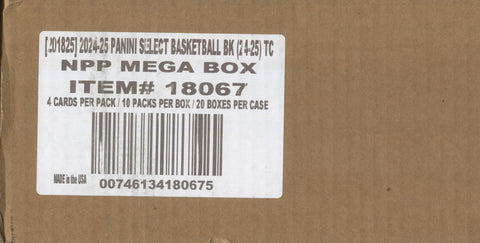 [201825] 2024-25 PANINI SELECT BASKETBALL BK (24-25) TC
NPP MEGA BOX
ITEM# 18067
4 CARDS PER PACK / 10 PACKS PER BOX / 20 BOXES PER CASE
MADE in the USA
00746134180675